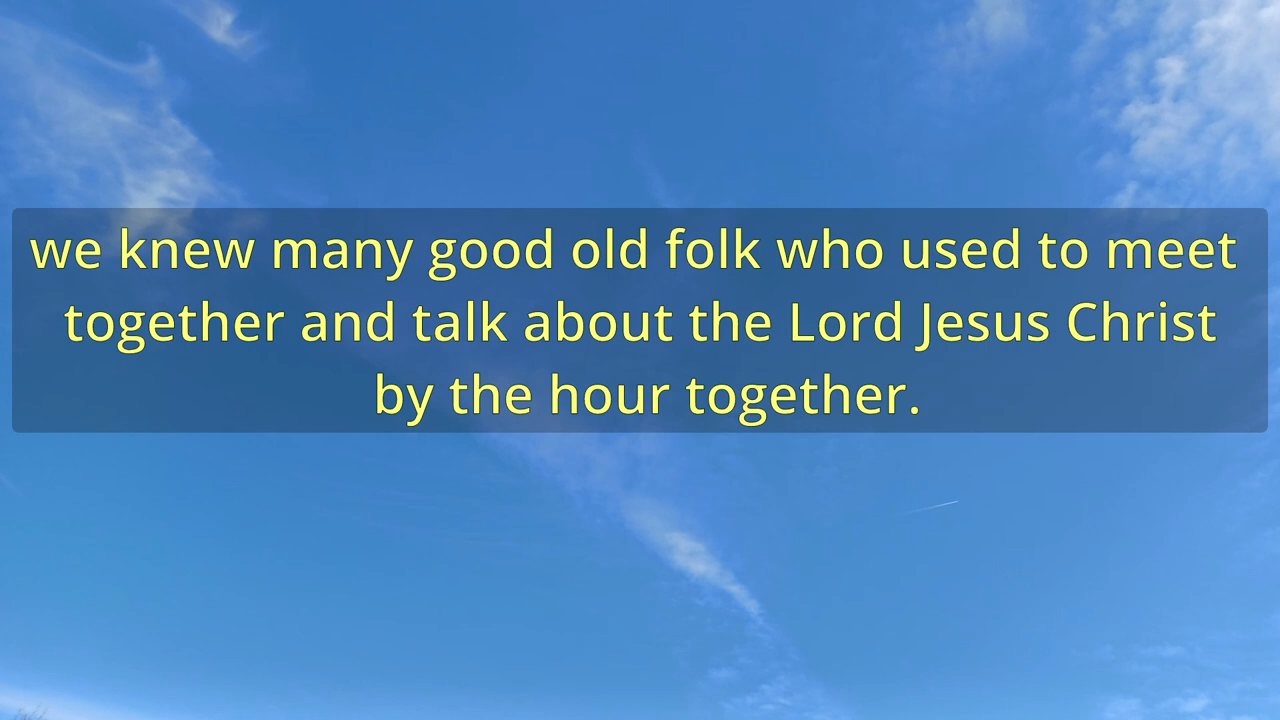 we knew many good old folk who used to meet
together and talk about the Lord Jesus Christ
by the hour together.